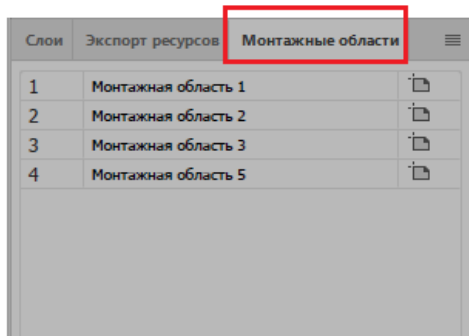 Слои Экспорт ресурсов Монтажные области
1 Монтажная область 1
2 Монтажная область 2
3 Монтажная область 3
4 Монтажная область 5